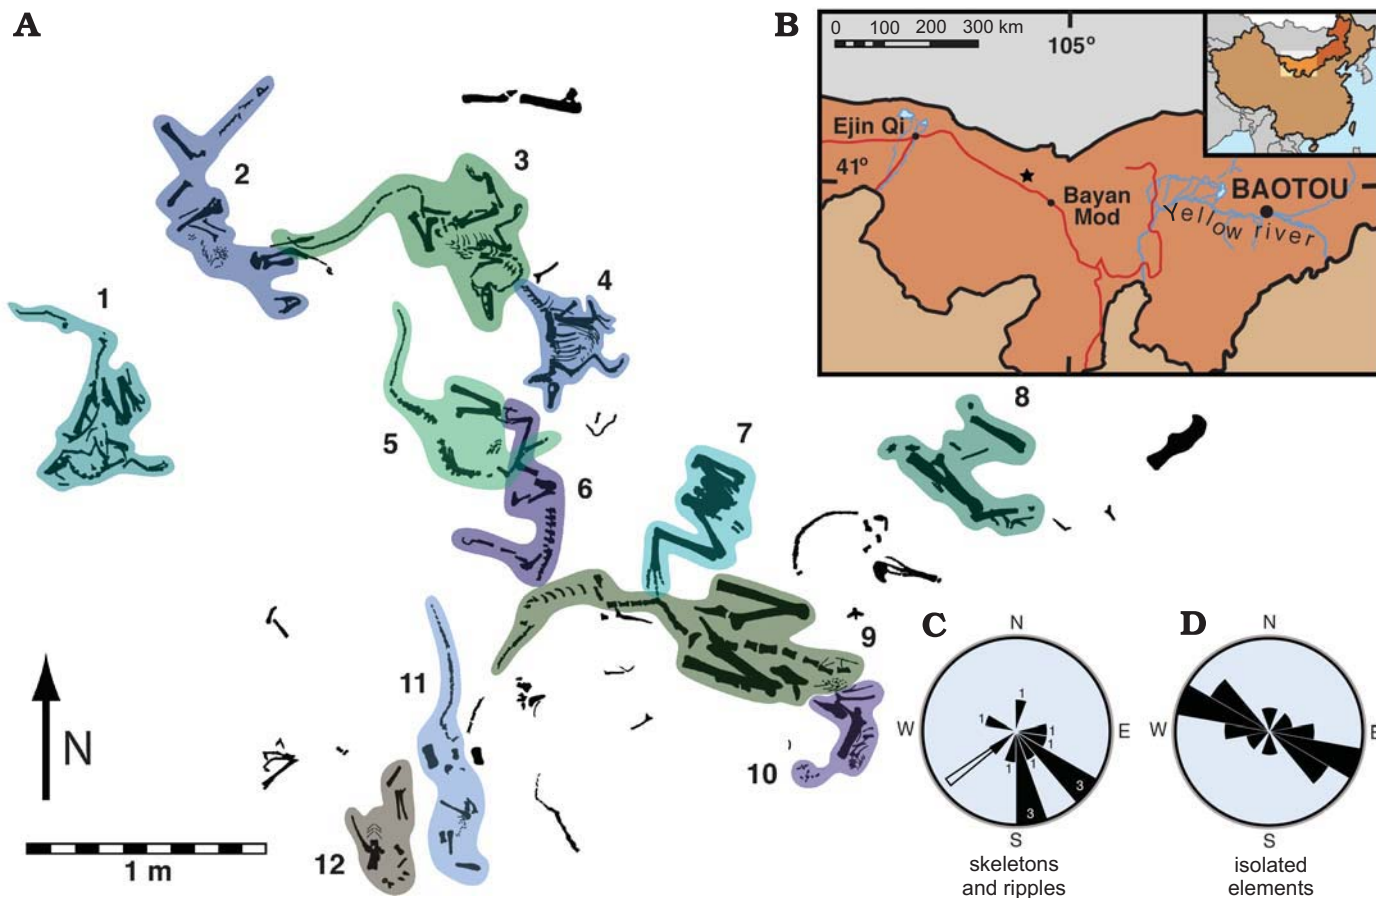 A
1
2
3
4
5
6
7
8
9
10
11
12
N
1 m
B
0 100 200 300 km
105°
Ejin Qi
41°
Bayan
Mod
BAOTOU
Yellow river
C
N
W
E
S
1
1
1
1
1
1
3
3
skeletons
and ripples
D
N
W
E
S
isolated
elements